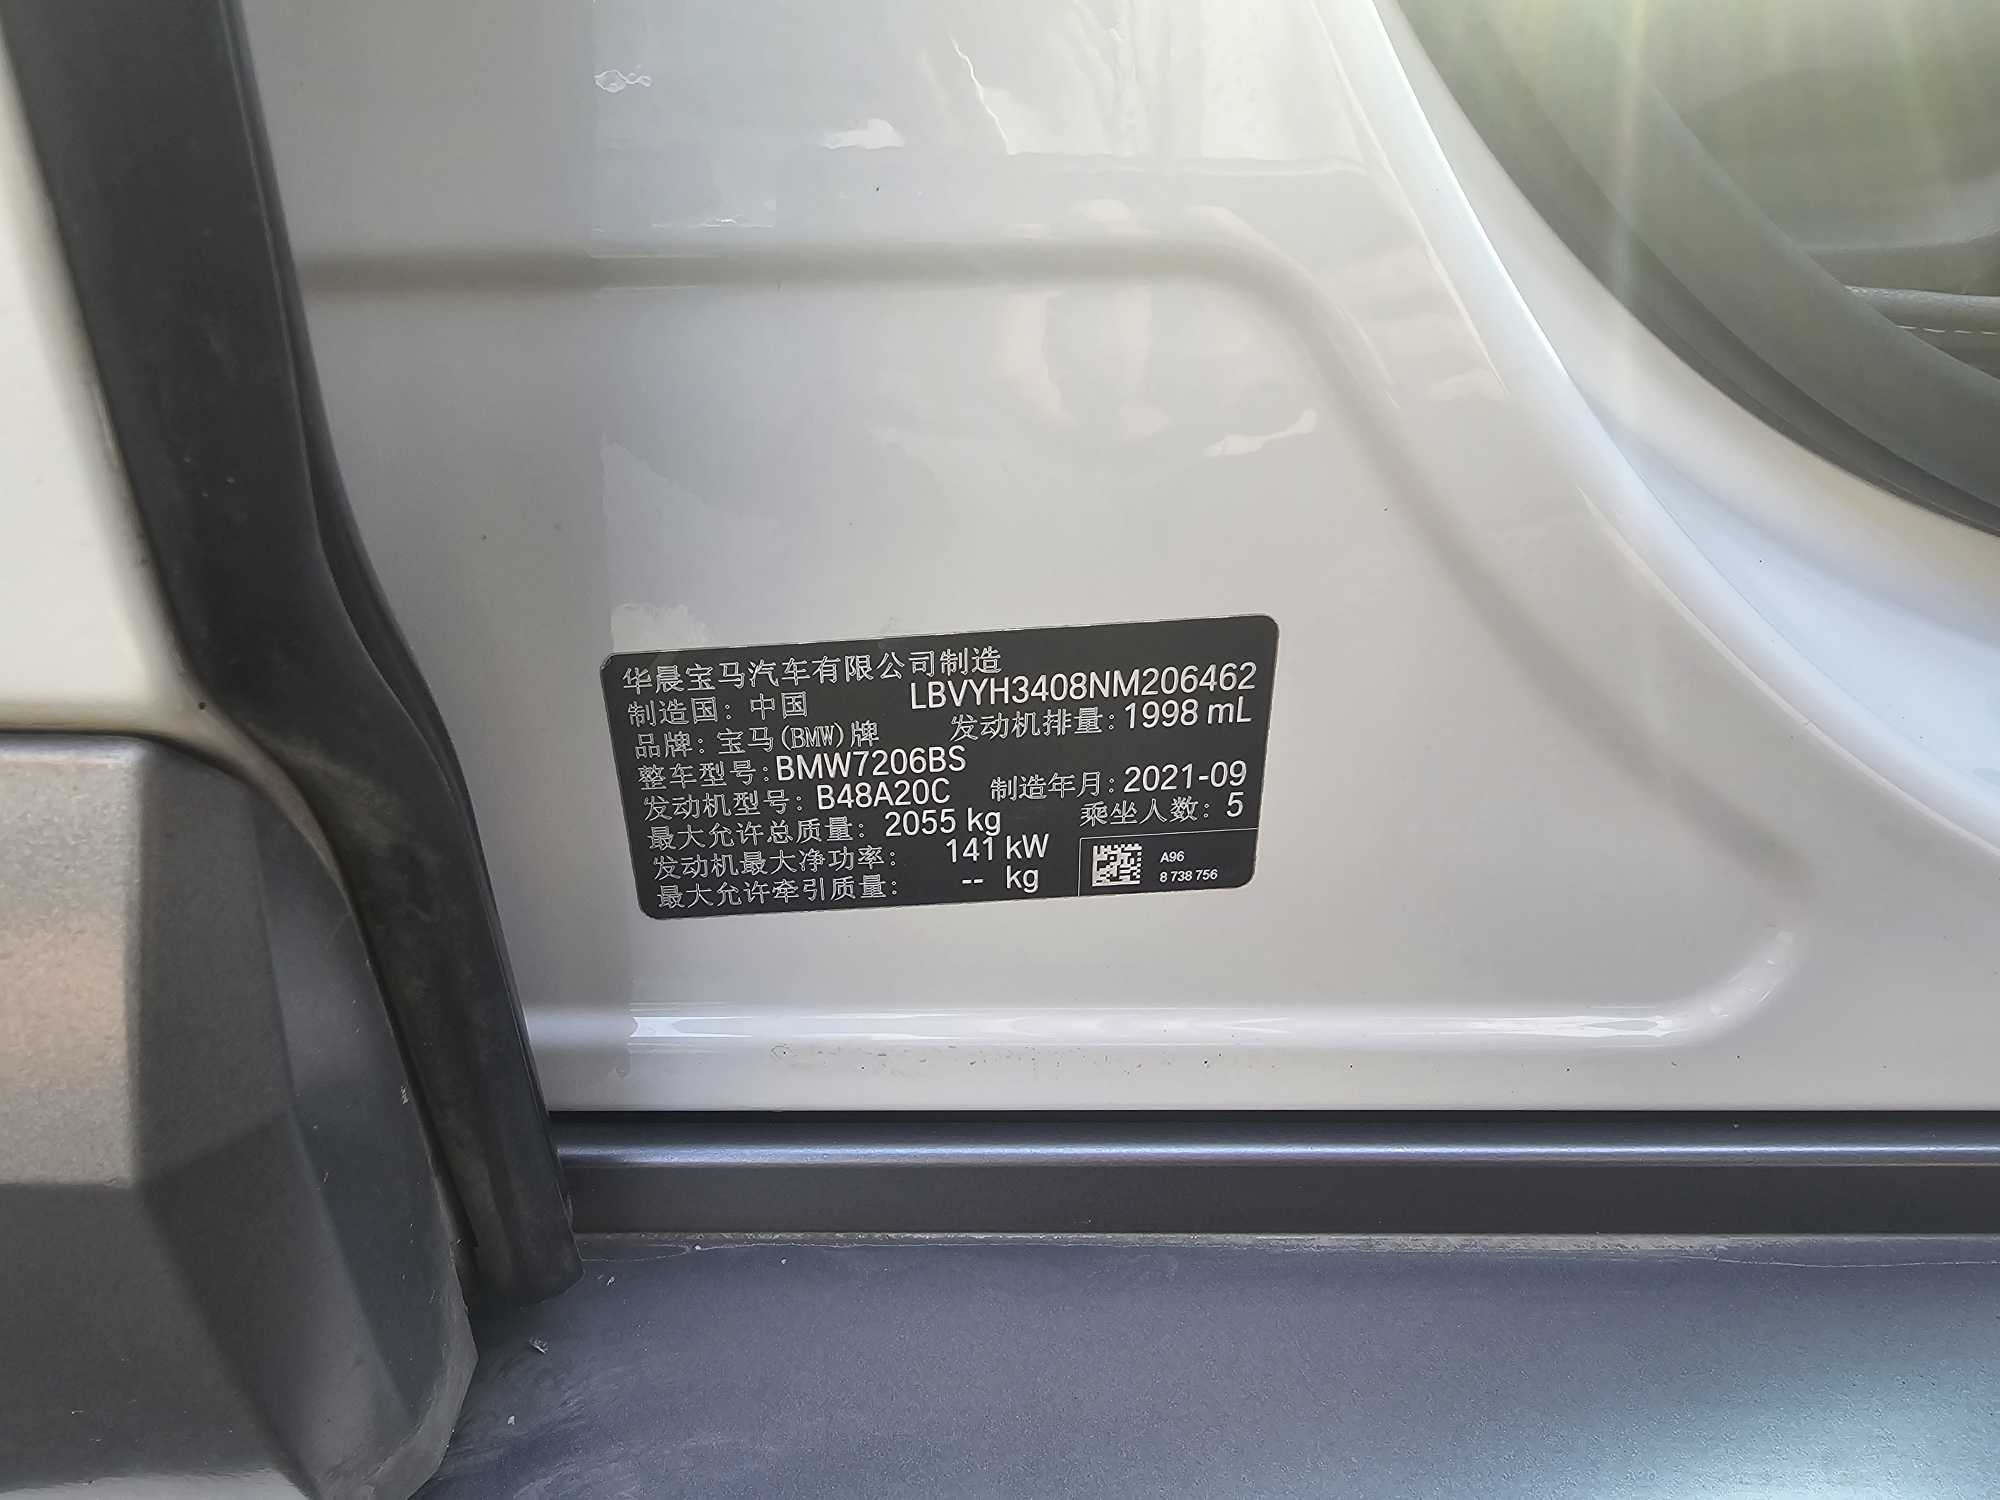 华晨宝马汽车有限公司制造
制造国：中国 LBVYH3408NM206462
品牌：宝马(BMW)牌 发动机排量：1998 mL
整车型号：BMW7206BS
发动机型号：B48A20C 制造年月：2021-09
最大允许总质量：2055 kg 乘坐人数：5
发动机最大净功率：141 kW
最大允许牵引质量：-- kg
A96
8 738 756